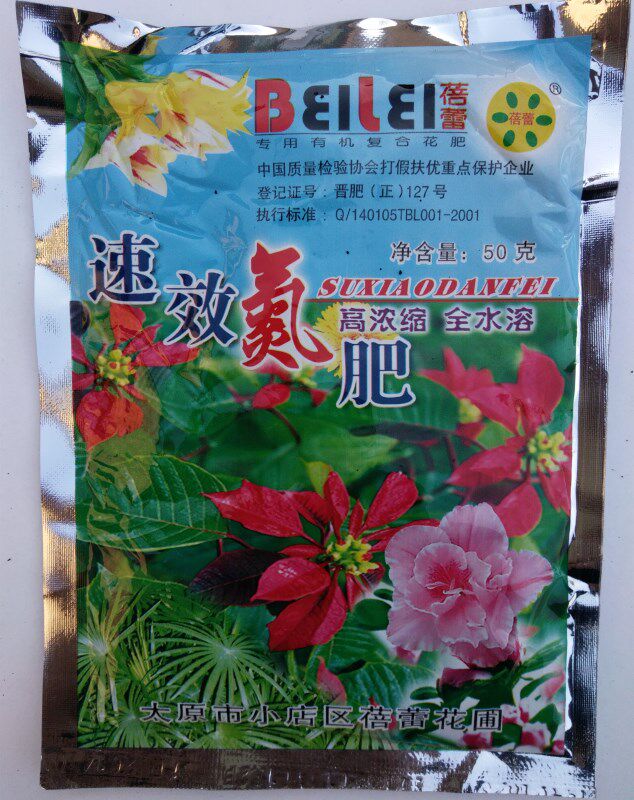 BEILEI 蓓蕾
蓓蕾 ®
专用有机复合花肥
中国质量检验协会打假扶优重点保护企业
登记证号：晋肥（正）127号
执行标准：Q/140105TBL001-2001
净含量：50克
速效氮肥
SUXIAODANFEI
高浓缩 全水溶
太原市小店区蓓蕾花圃